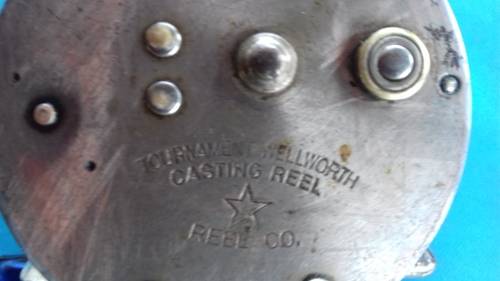 TOURNAMENT WELLWORTH
CASTING REEL
REEL CO.